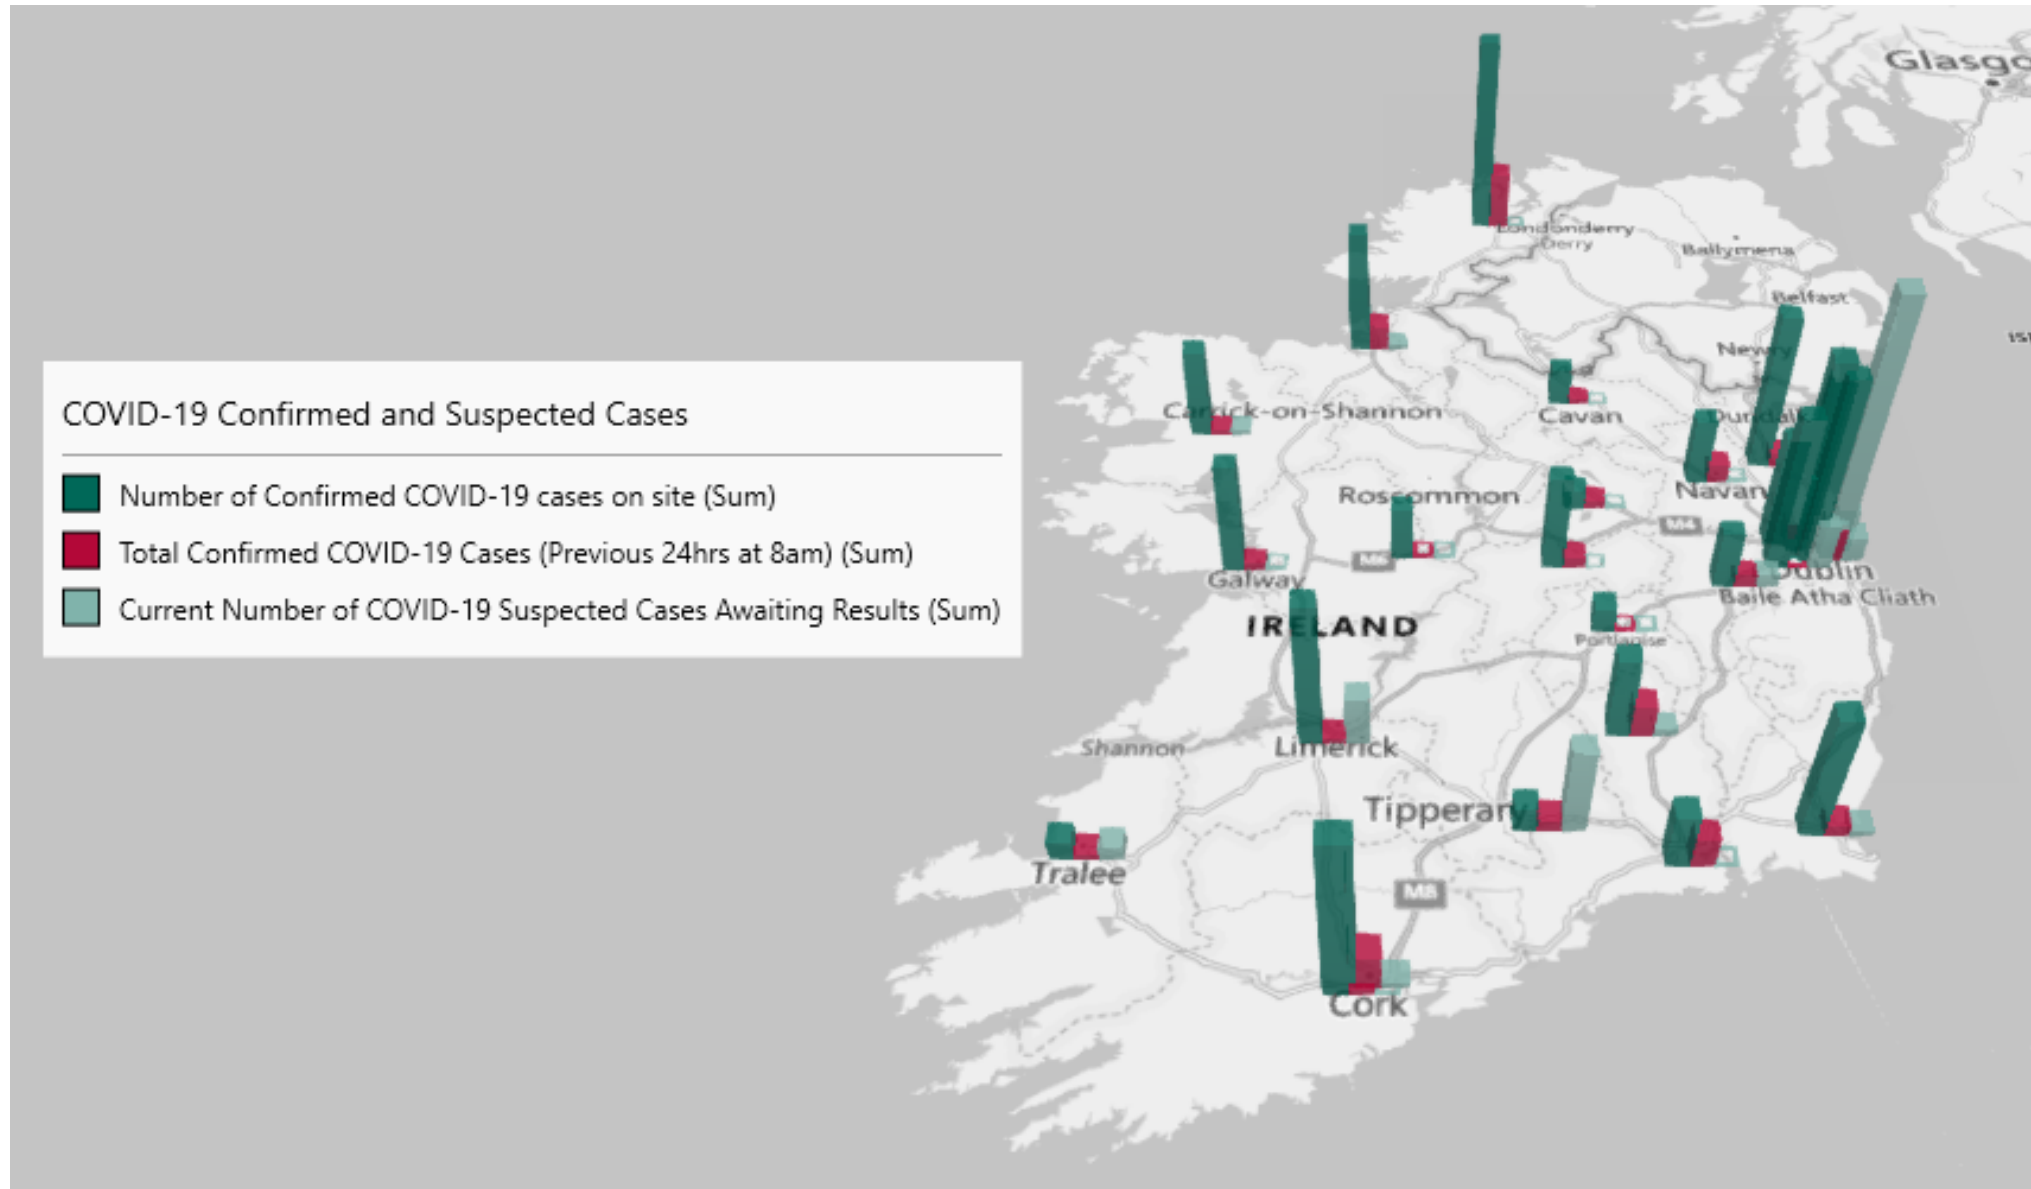 Glasgo
Londonderry
Derry
Ballymena
Belfast
Newry
COVID-19 Confirmed and Suspected Cases
Number of Confirmed COVID-19 cases on site (Sum)
Total Confirmed COVID-19 Cases (Previous 24hrs at 8am) (Sum)
Current Number of COVID-19 Suspected Cases Awaiting Results (Sum)
Carrick-on-Shannon
Cavan
Dundalk
Roscommon
Navan
M4
M6
Galway
Dublin
Baile Atha Cliath
IRELAND
Portlaoise
Shannon
Limerick
Tipperary
Tralee
M8
Cork